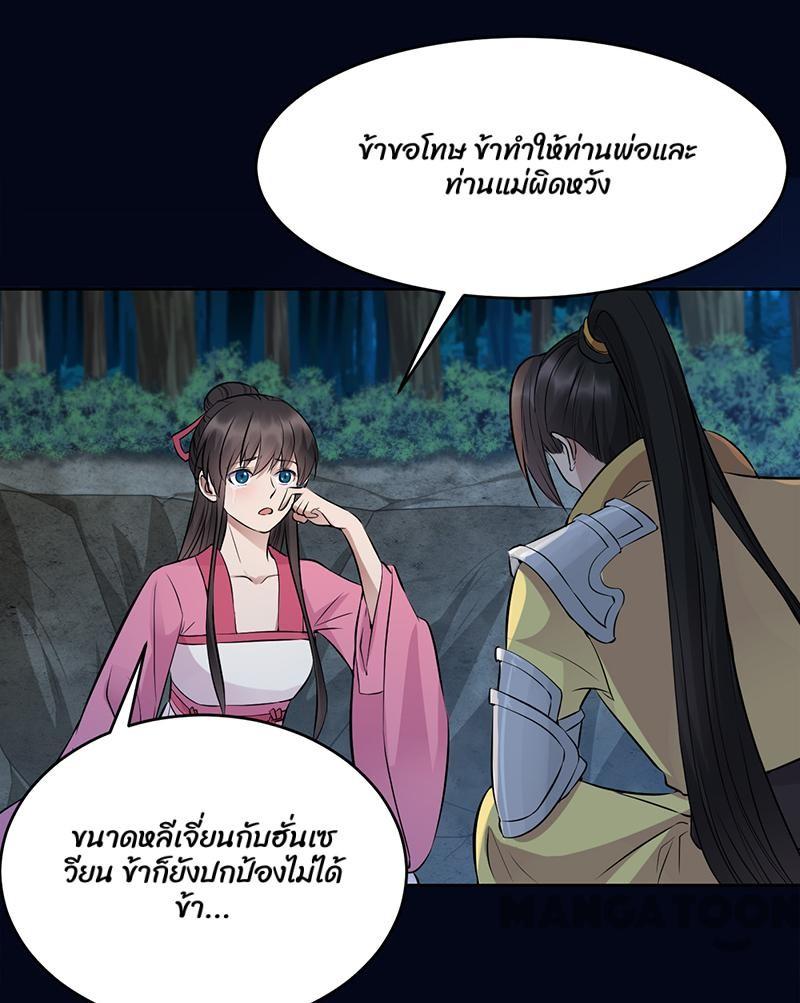 ข้าขอโทษ ข้าทำให้ท่านพ่อและ
ท่านแม่ผิดหวัง
ขนาดหลีเจี่ยนกับฮั่นเซ
วียน ข้าก็ยังปกป้องไม่ได้
ข้า...
MANGATOON